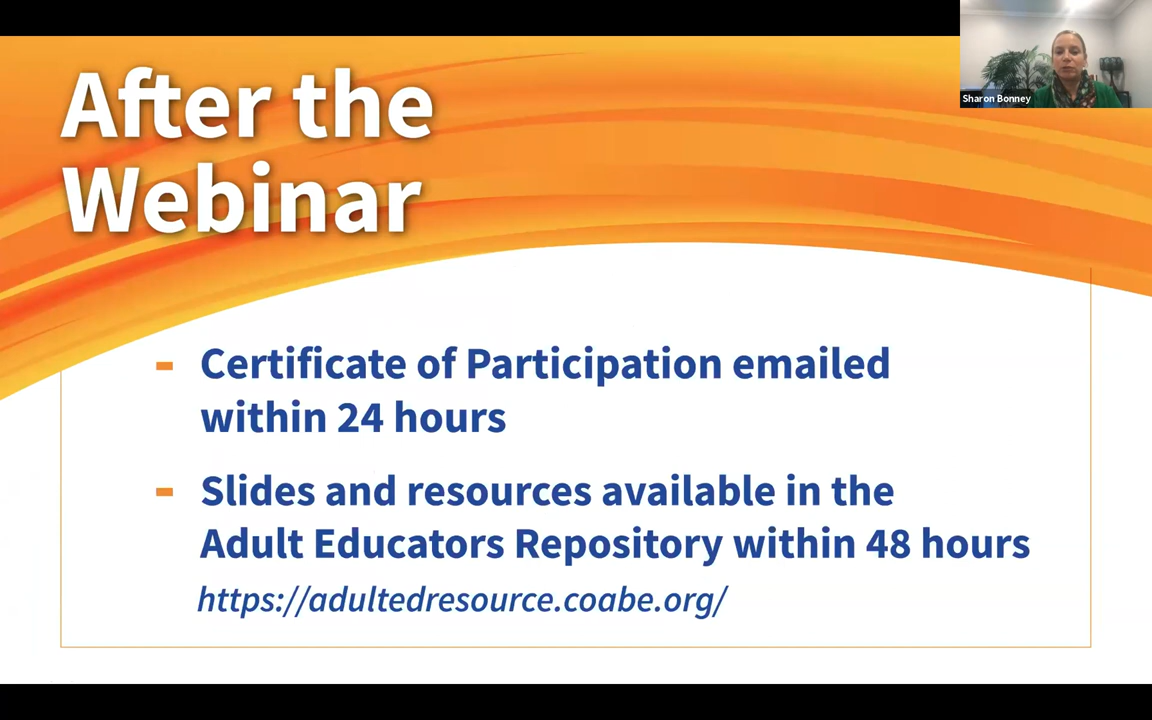 After the
Webinar
Sharon Bonney
- Certificate of Participation emailed
within 24 hours
- Slides and resources available in the
Adult Educators Repository within 48 hours
https://adultedresource.coabe.org/